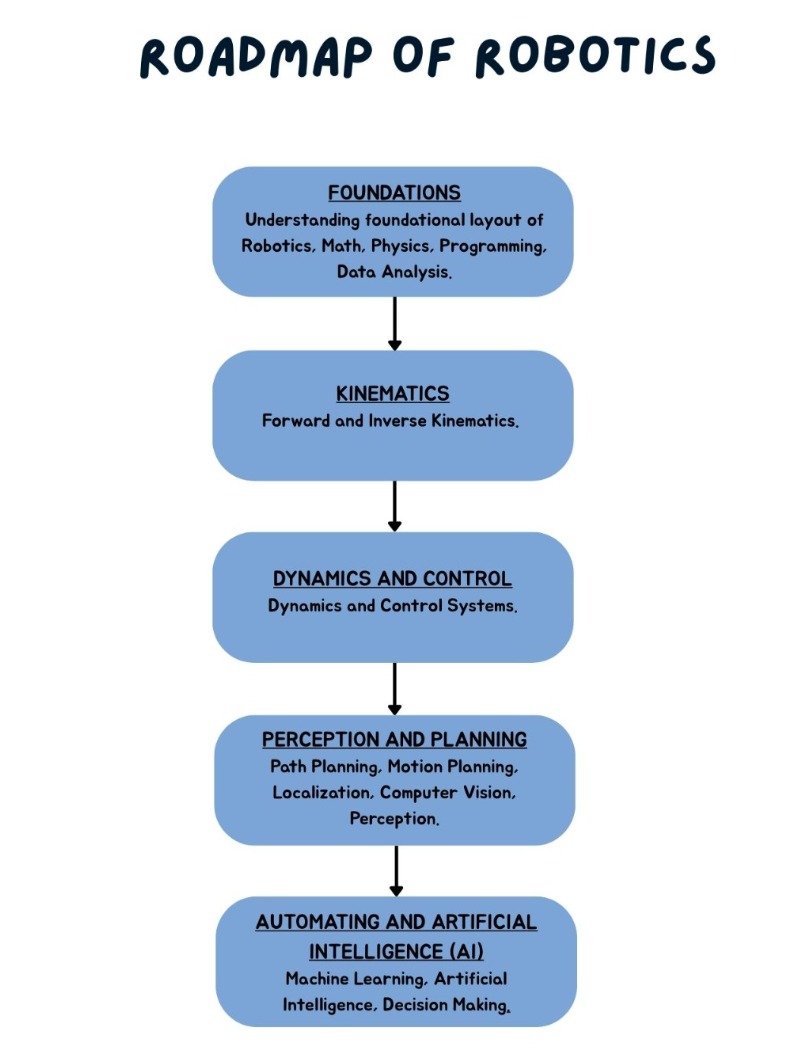 ROADMAP OF ROBOTICS
FOUNDATIONS
Understanding foundational layout of
Robotics, Math, Physics, Programming,
Data Analysis.
KINEMATICS
Forward and Inverse Kinematics.
DYNAMICS AND CONTROL
Dynamics and Control Systems.
PERCEPTION AND PLANNING
Path Planning, Motion Planning,
Localization, Computer Vision,
Perception.
AUTOMATING AND ARTIFICIAL
INTELLIGENCE (AI)
Machine Learning, Artificial
Intelligence, Decision Making.